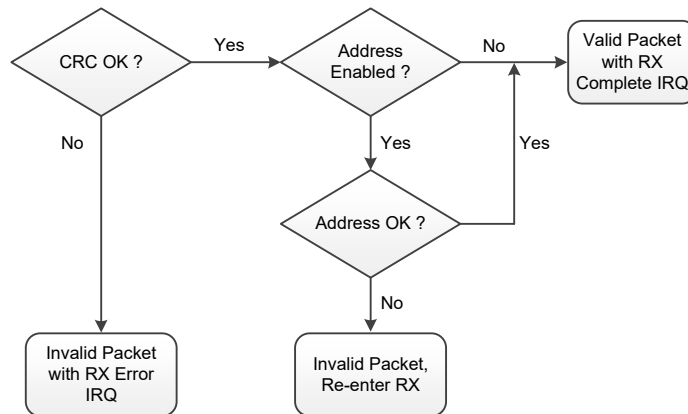 CRC OK ?
Yes
Address
Enabled ?
No
Valid Packet
with RX
Complete IRQ
No
Yes
Yes
Address OK ?
No
Invalid Packet
with RX Error
IRQ
Invalid Packet,
Re-enter RX